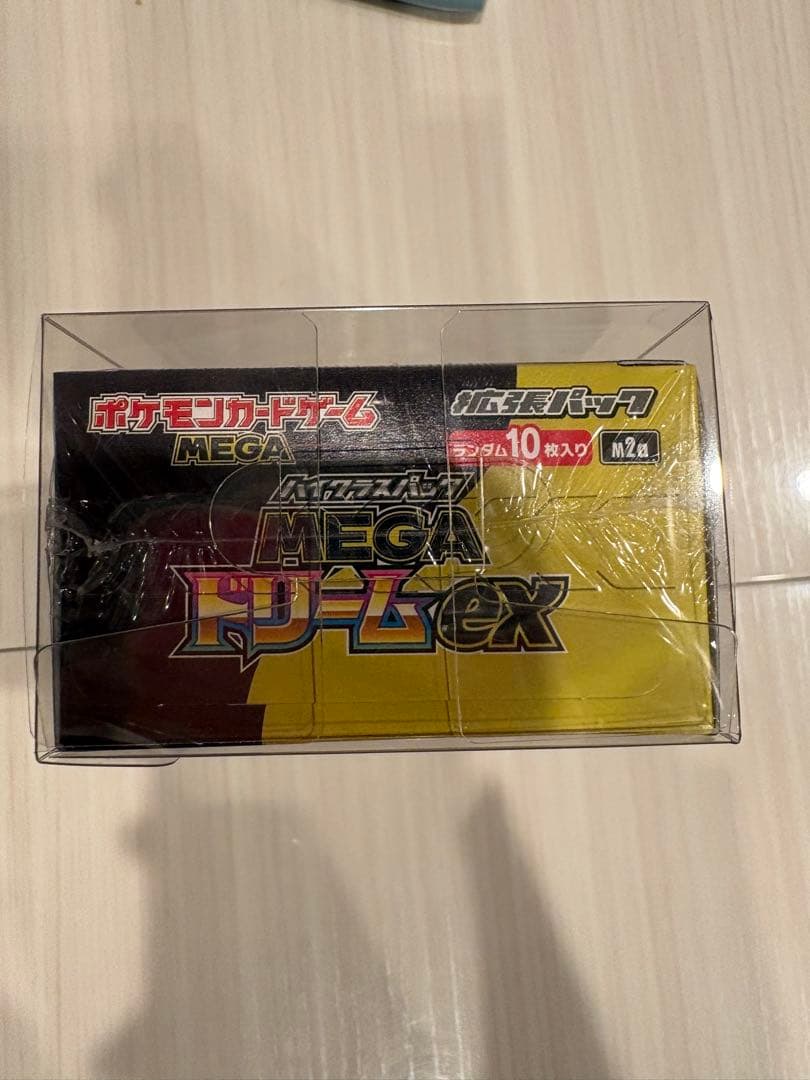 ポケモンカードゲーム
MEGA
拡張パック
ランダム10枚入り
M2a
ハイクラスパック
MEGA
ドリームex